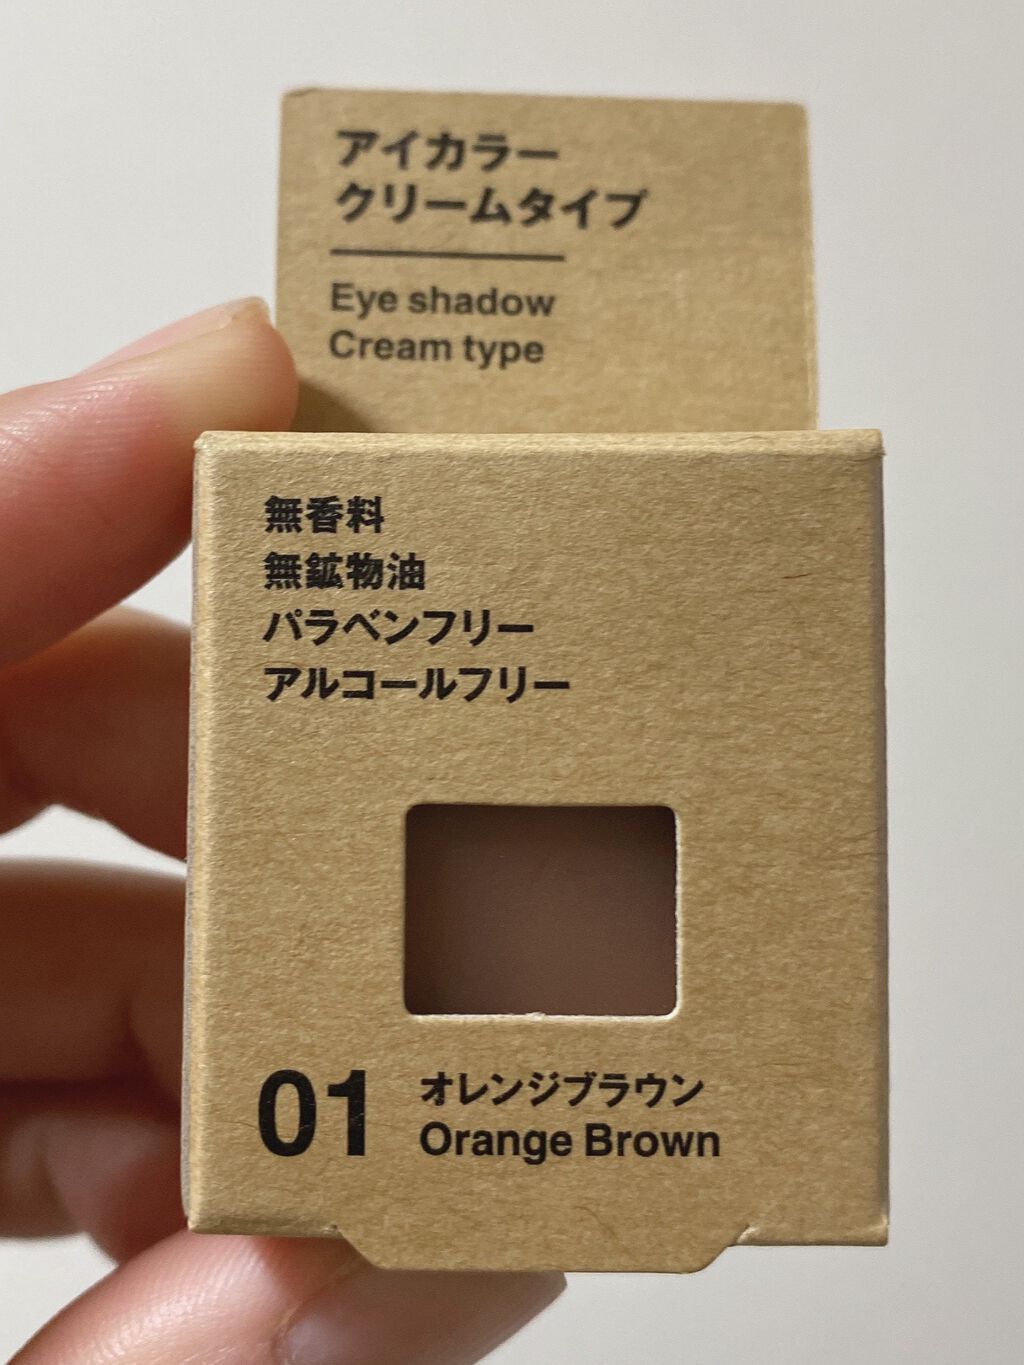 アイカラー
クリームタイプ
Eye shadow
Cream type
無香料
無鉱物油
パラベンフリー
アルコールフリー
01
オレンジブラウン
Orange Brown